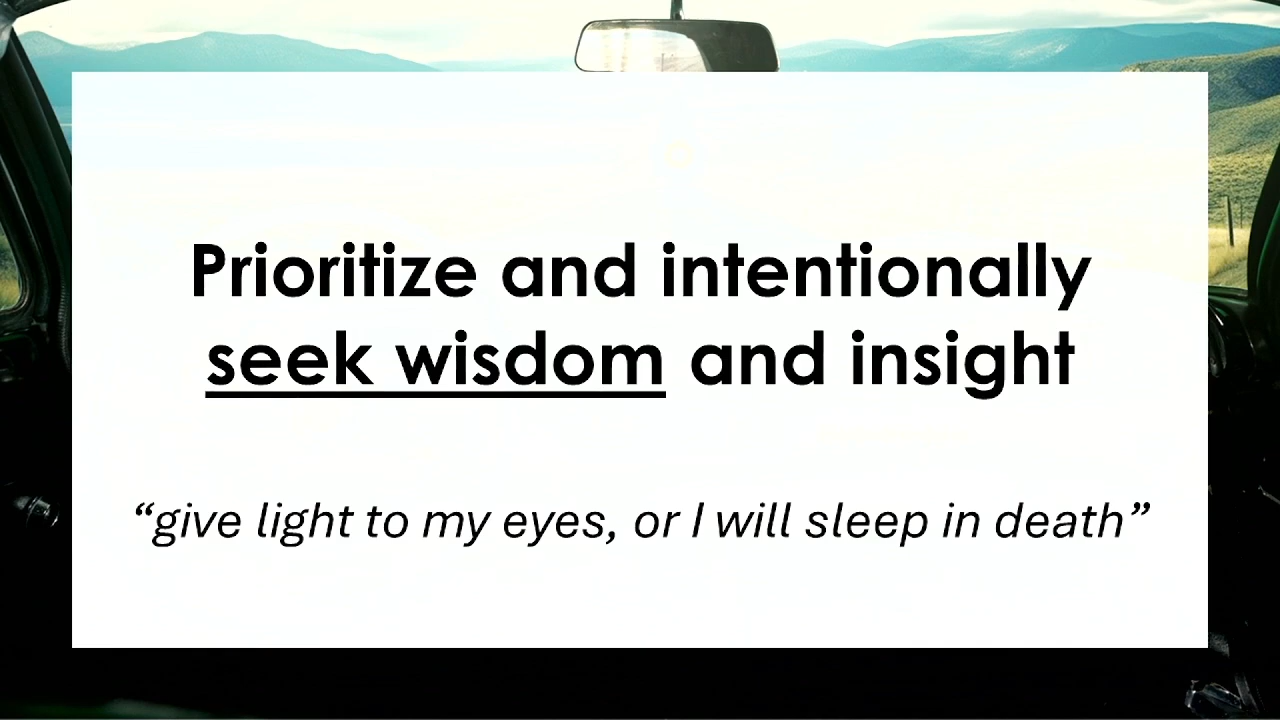 Prioritize and intentionally
seek wisdom and insight
“give light to my eyes, or I will sleep in death”